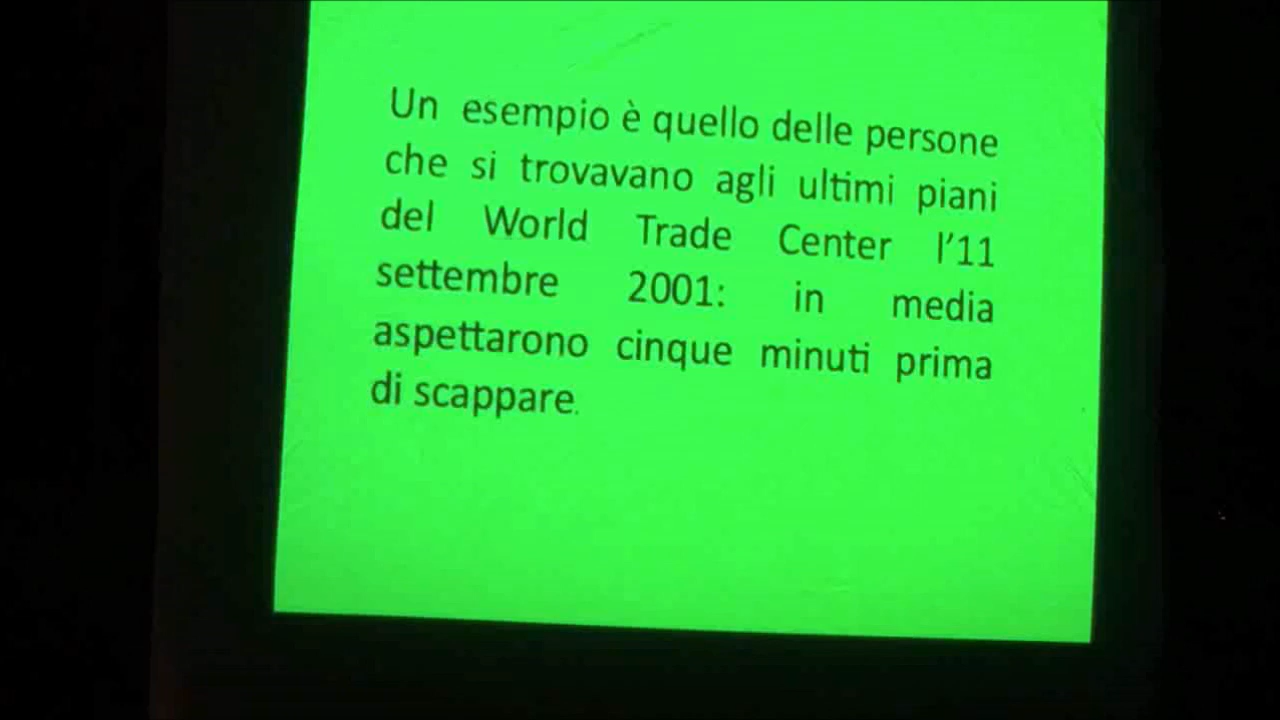 Un esempio è quello delle persone
che si trovavano agli ultimi piani
del World Trade Center l'11
settembre 2001: in media
aspettarono cinque minuti prima
di scappare.